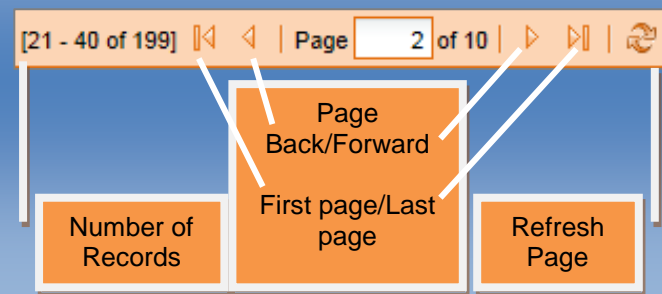 [21 - 40 of 199] | Page 2 of 10 | |
Page
Back/Forward
First page/Last
page
Number of
Records
Refresh
Page